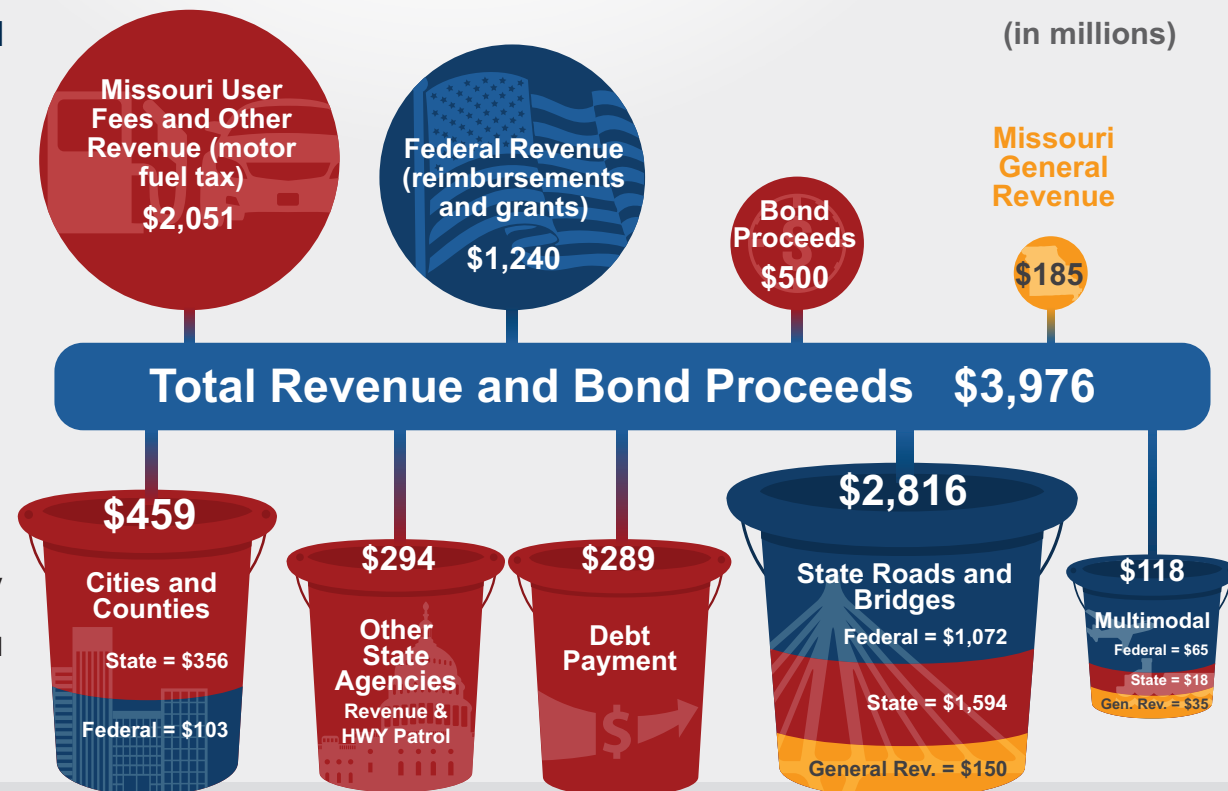 (in millions)
Missouri User
Fees and Other
Revenue (motor
fuel tax)
$2,051
Federal Revenue
(reimbursements
and grants)
$1,240
Bond
Proceeds
$500
Missouri
General
Revenue
$185
Total Revenue and Bond Proceeds $3,976
$459
Cities and
Counties
State = $356
Federal = $103
$294
Other
State
Agencies
Revenue &
HWY Patrol
$289
Debt
Payment
$
$2,816
State Roads and
Bridges
Federal = $1,072
State = $1,594
General Rev. = $150
$118
Multimodal
Federal = $65
State = $18
Gen. Rev. = $35